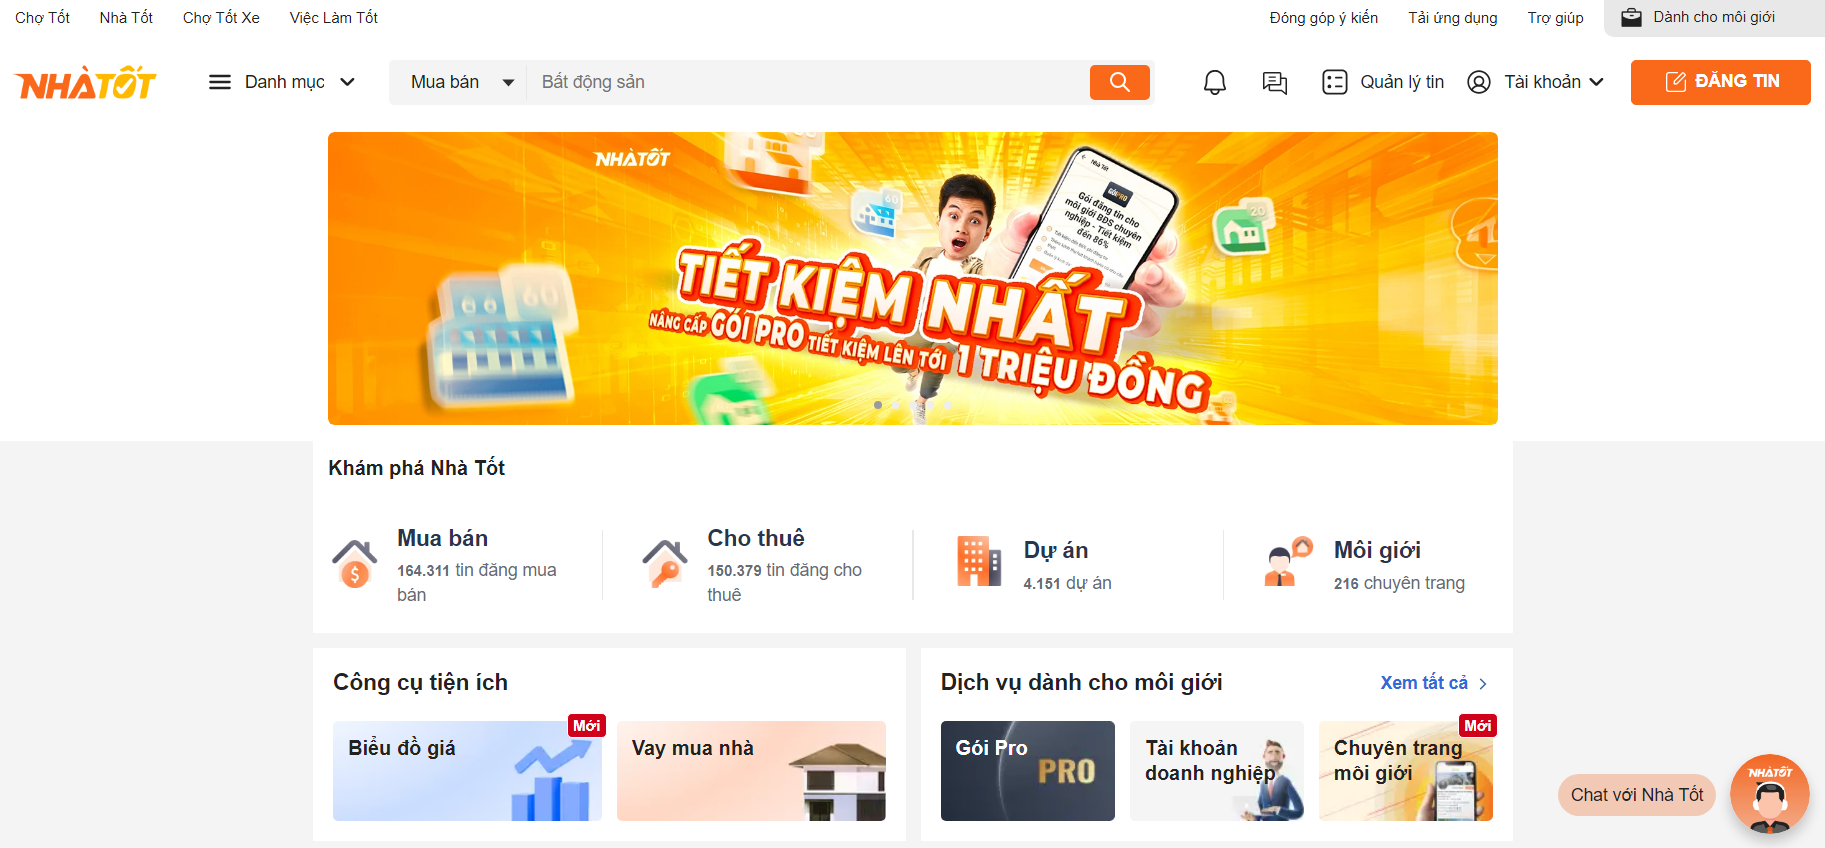 Chợ Tốt Nhà Tốt Chợ Tốt Xe Việc Làm Tốt Đóng góp ý kiến Tải ứng dụng Trợ giúp Dành cho môi giới
NHÀTỐT Danh mục Mua bán Bất động sản Quản lý tin Tài khoản ĐĂNG TIN
NHÀTỐT
Nhà Tốt
GÓI PRO
Gói đăng tin cho
môi giới BĐS chuyên
nghiệp - Tiết kiệm
đến 86%
60
20
60
TIẾT KIỆM NHẤT
NÂNG CẤP GÓI PRO TIẾT KIỆM LÊN TỚI 1 TRIỆU ĐỒNG
Khám phá Nhà Tốt
Mua bán
164.311 tin đăng mua
bán
Cho thuê
150.379 tin đăng cho
thuê
Dự án
4.151 dự án
Môi giới
216 chuyên trang
Công cụ tiện ích
Biểu đồ giá
Mới
Vay mua nhà
Dịch vụ dành cho môi giới
Xem tất cả
Gói Pro
PRO
Tài khoản
doanh nghiệp
Mới
Chuyên trang
môi giới
Chat với Nhà Tốt
NHÀTỐT